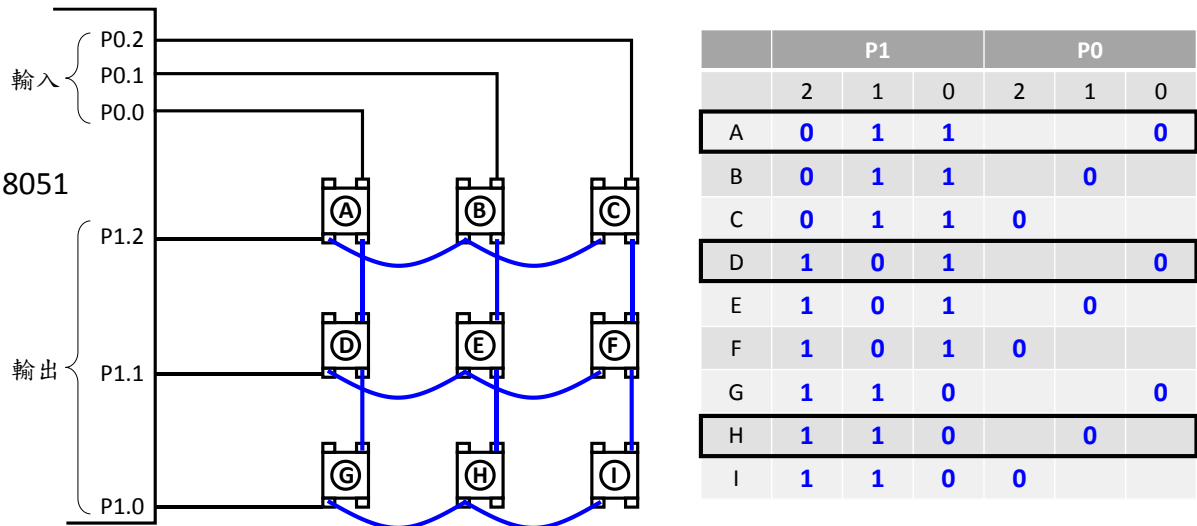 P0.2
P0.1
P0.0
輸入
8051
P1.2
P1.1
P1.0
輸出
A B C
D E F
G H I
P1 P0
2 1 0 2 1 0
A 0 1 1 0
B 0 1 1 0
C 0 1 1 0
D 1 0 1 0
E 1 0 1 0
F 1 0 1 0
G 1 1 0 0
H 1 1 0 0
I 1 1 0 0